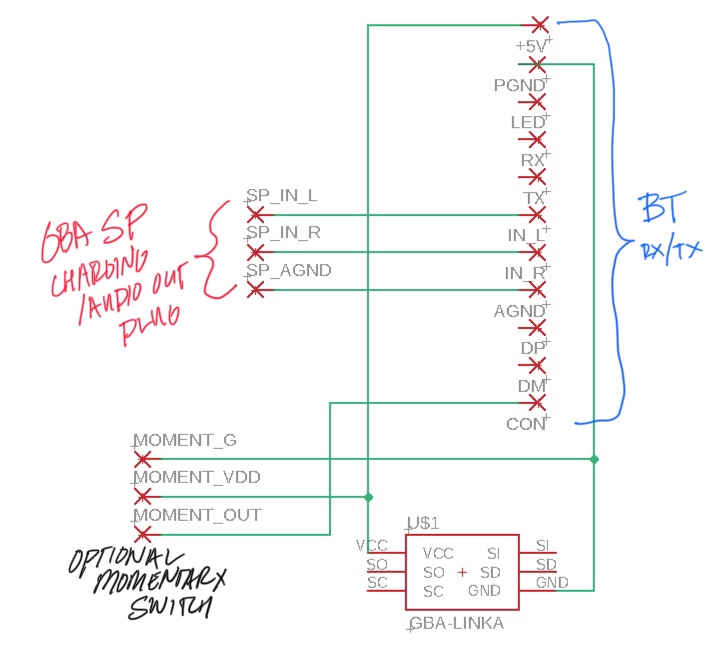 +5V
PGND
LED
RX
TX
IN_L
IN_R
AGND
DP
DM
CON
BT
RX/TX
SP_IN_L
SP_IN_R
SP_AGND
GBA SP
CHARGING
/AUDIO OUT
PLUG
MOMENT_G
MOMENT_VDD
MOMENT_OUT
OPTIONAL
MOMENTARY
SWITCH
U$1
VCC VCC SI SI
SO SO SD SD
SC SC GND GND
GBA-LINKA